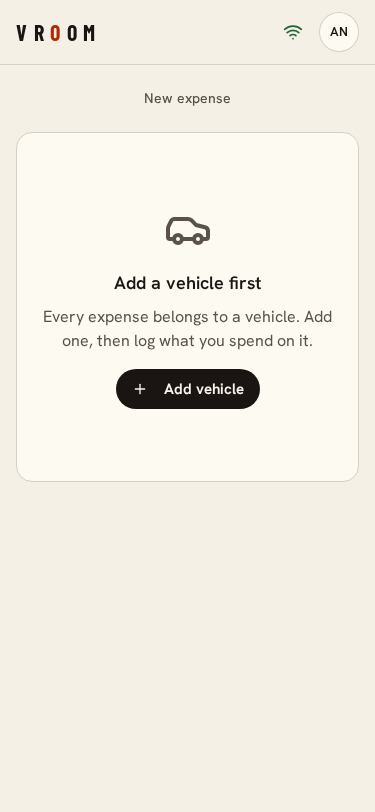 VROOM
AN
New expense
Add a vehicle first
Every expense belongs to a vehicle. Add
one, then log what you spend on it.
Add vehicle